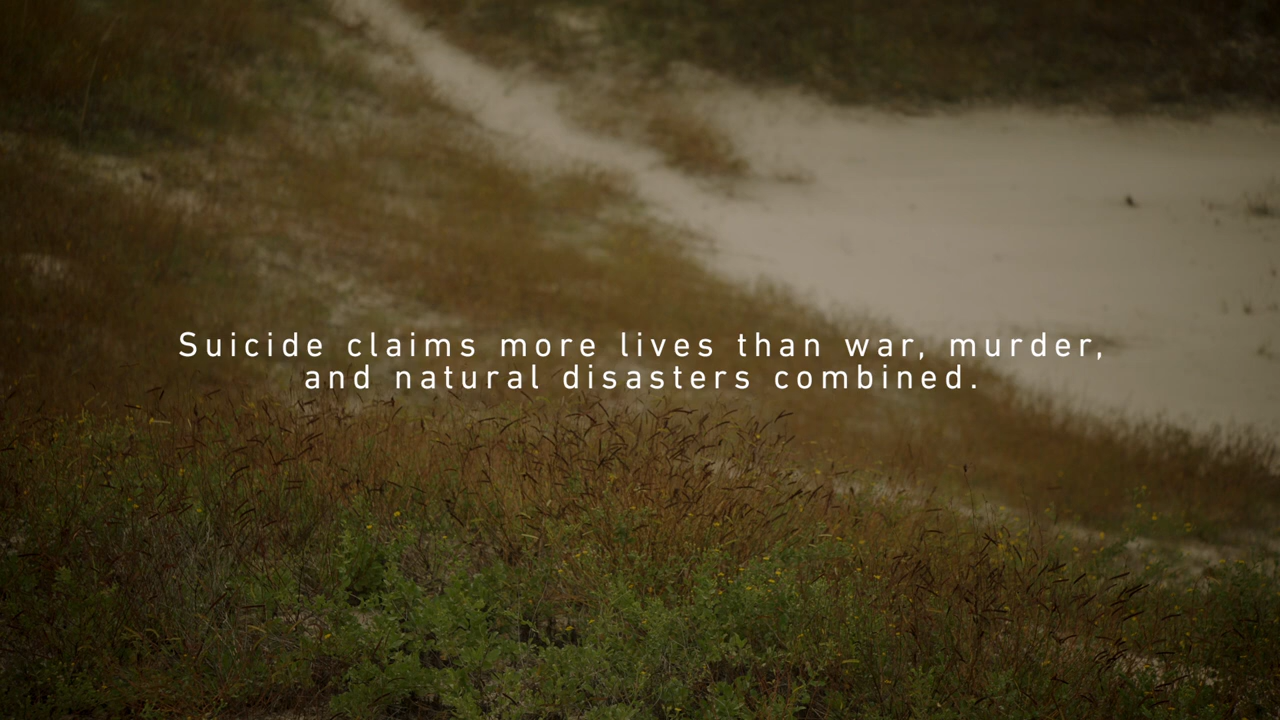 Suicide claims more lives than war, murder,
and natural disasters combined.